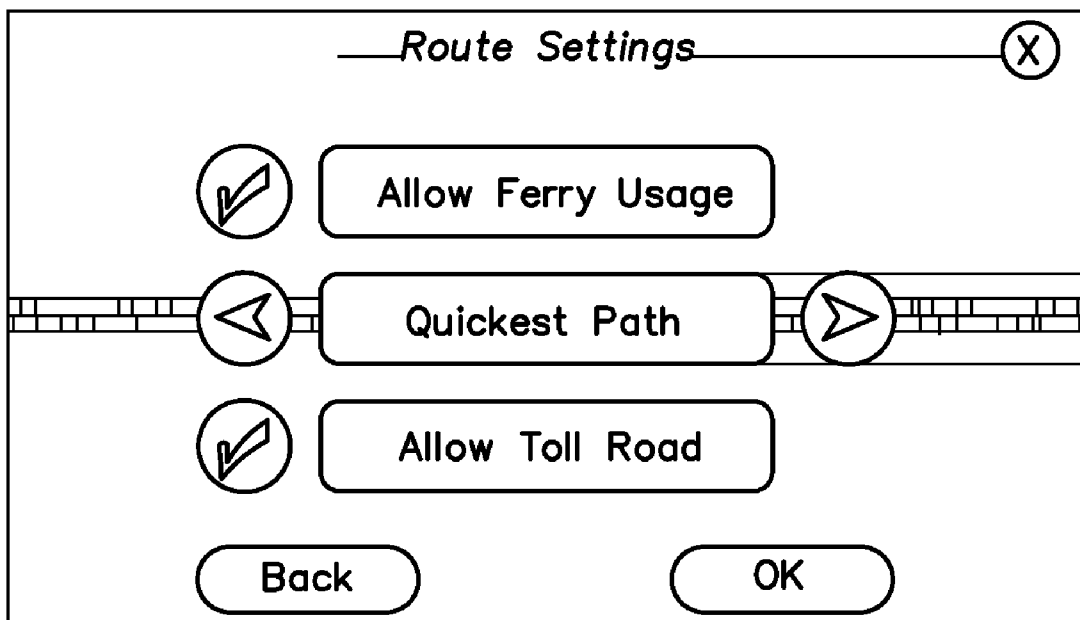 Route Settings X
Allow Ferry Usage
Quickest Path
Allow Toll Road
Back OK